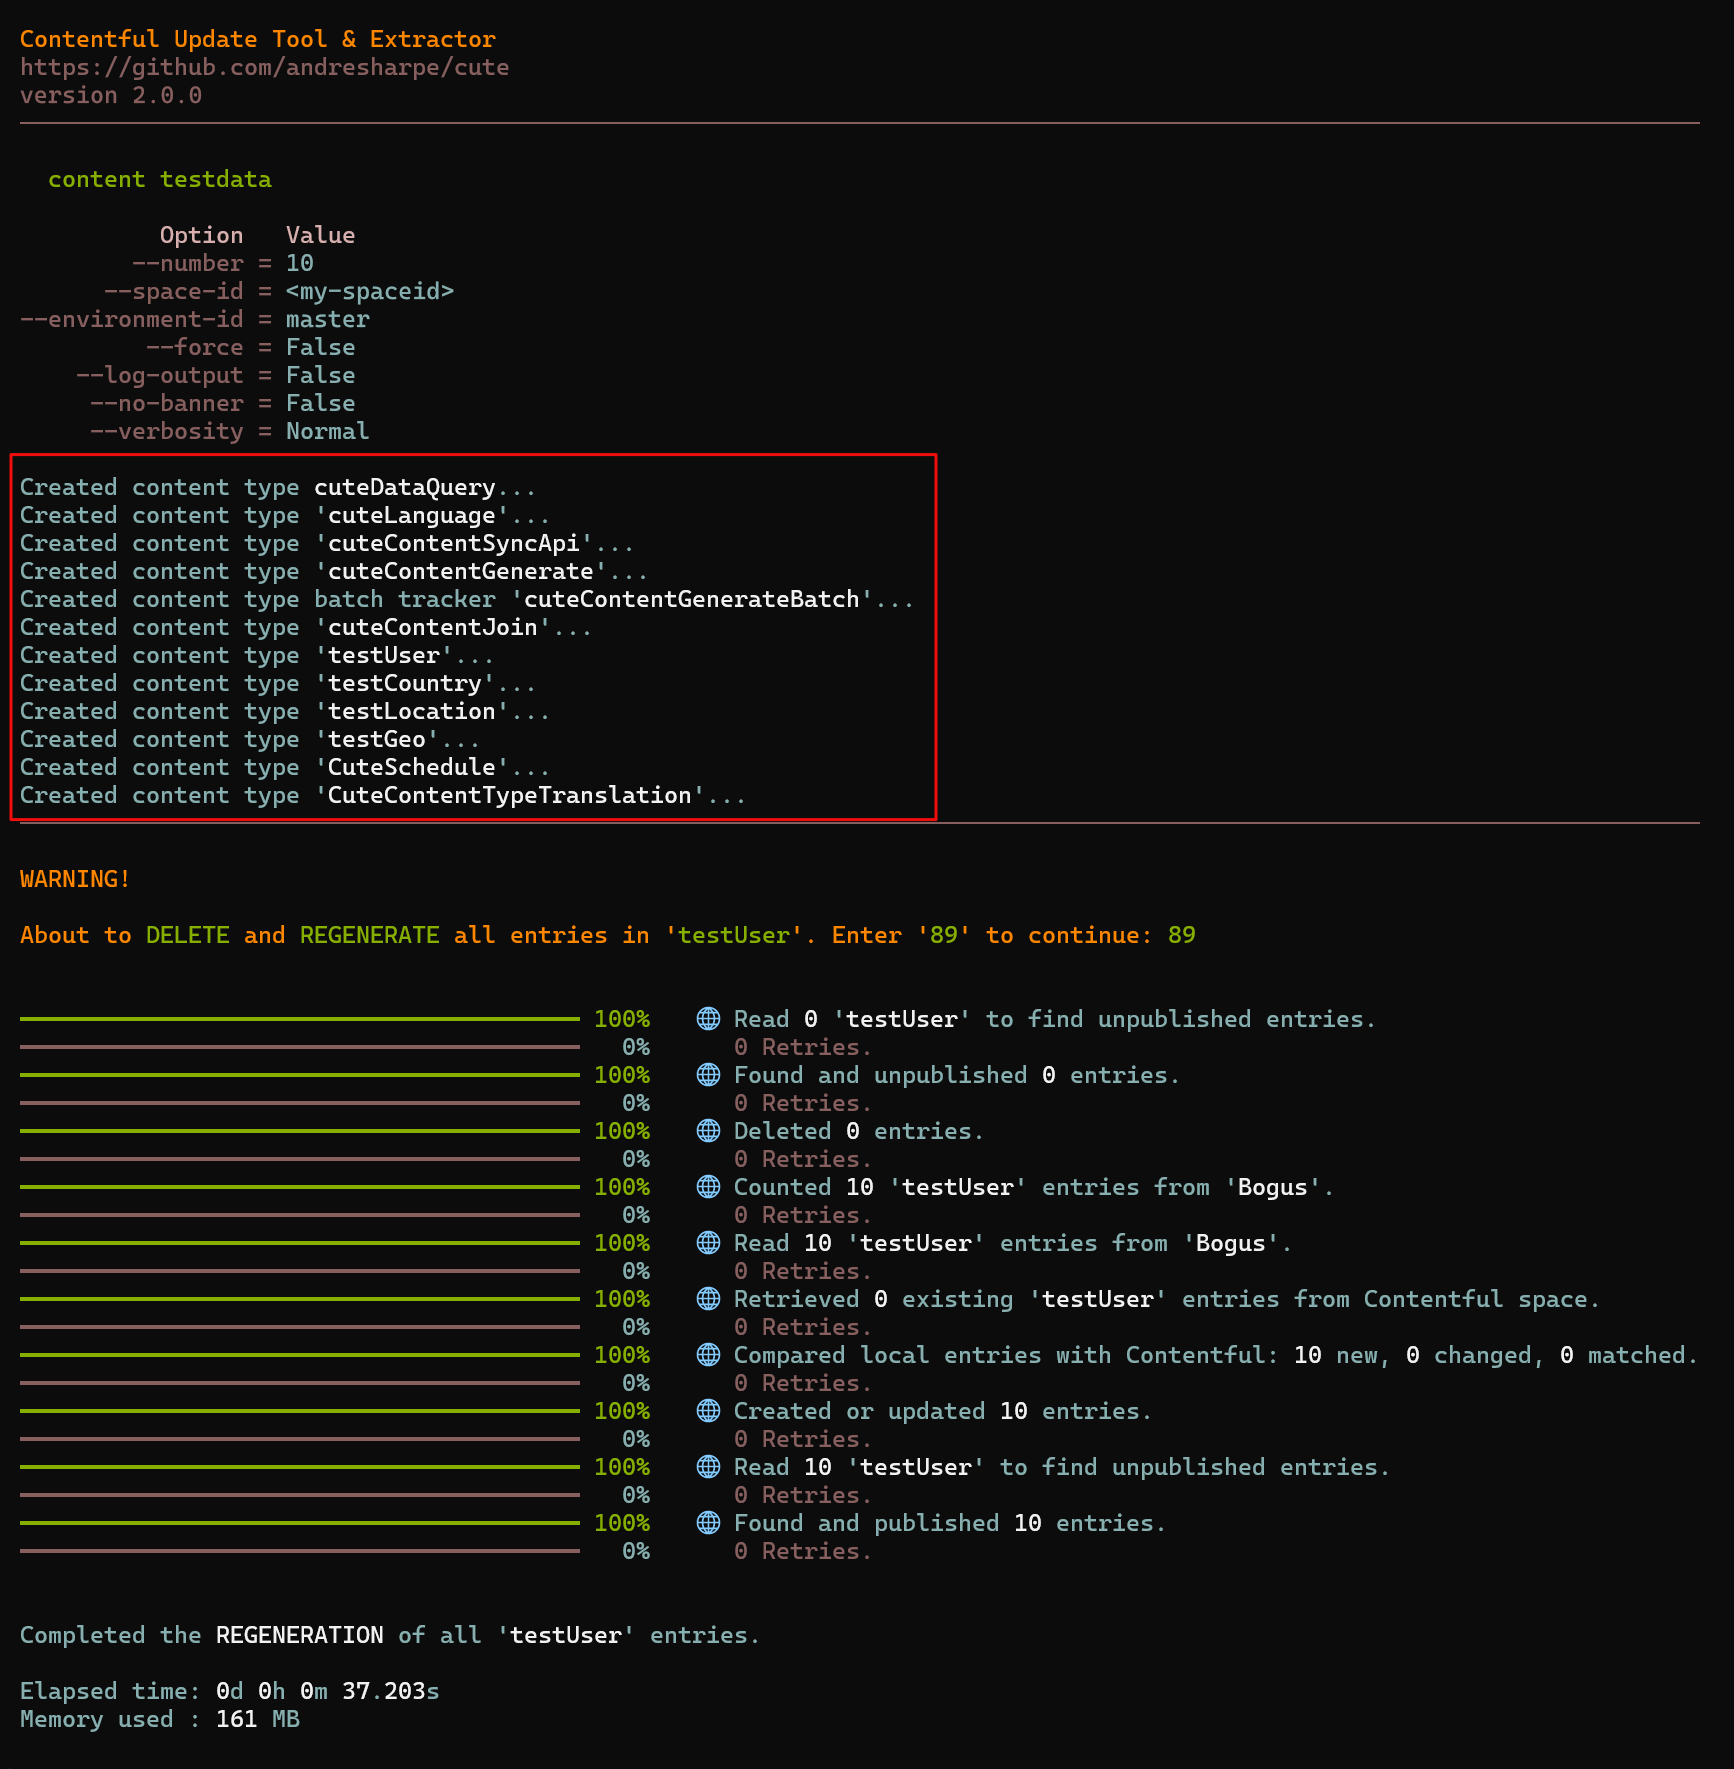 Contentful Update Tool & Extractor
https://github.com/andresharpe/cute
version 2.0.0
content testdata
Option Value
--number = 10
--space-id = <my-spaceid>
--environment-id = master
--force = False
--log-output = False
--no-banner = False
--verbosity = Normal
Created content type cuteDataQuery...
Created content type 'cuteLanguage'...
Created content type 'cuteContentSyncApi'...
Created content type 'cuteContentGenerate'...
Created content type batch tracker 'cuteContentGenerateBatch'...
Created content type 'cuteContentJoin'...
Created content type 'testUser'...
Created content type 'testCountry'...
Created content type 'testLocation'...
Created content type 'testGeo'...
Created content type 'CuteSchedule'...
Created content type 'CuteContentTypeTranslation'...
WARNING!
About to DELETE and REGENERATE all entries in 'testUser'. Enter '89' to continue: 89
100% Read 0 'testUser' to find unpublished entries.
0% 0 Retries.
100% Found and unpublished 0 entries.
0% 0 Retries.
100% Deleted 0 entries.
0% 0 Retries.
100% Counted 10 'testUser' entries from 'Bogus'.
0% 0 Retries.
100% Read 10 'testUser' entries from 'Bogus'.
0% 0 Retries.
100% Retrieved 0 existing 'testUser' entries from Contentful space.
0% 0 Retries.
100% Compared local entries with Contentful: 10 new, 0 changed, 0 matched.
0% 0 Retries.
100% Created or updated 10 entries.
0% 0 Retries.
100% Read 10 'testUser' to find unpublished entries.
0% 0 Retries.
100% Found and published 10 entries.
0% 0 Retries.
Completed the REGENERATION of all 'testUser' entries.
Elapsed time: 0d 0h 0m 37.203s
Memory used : 161 MB